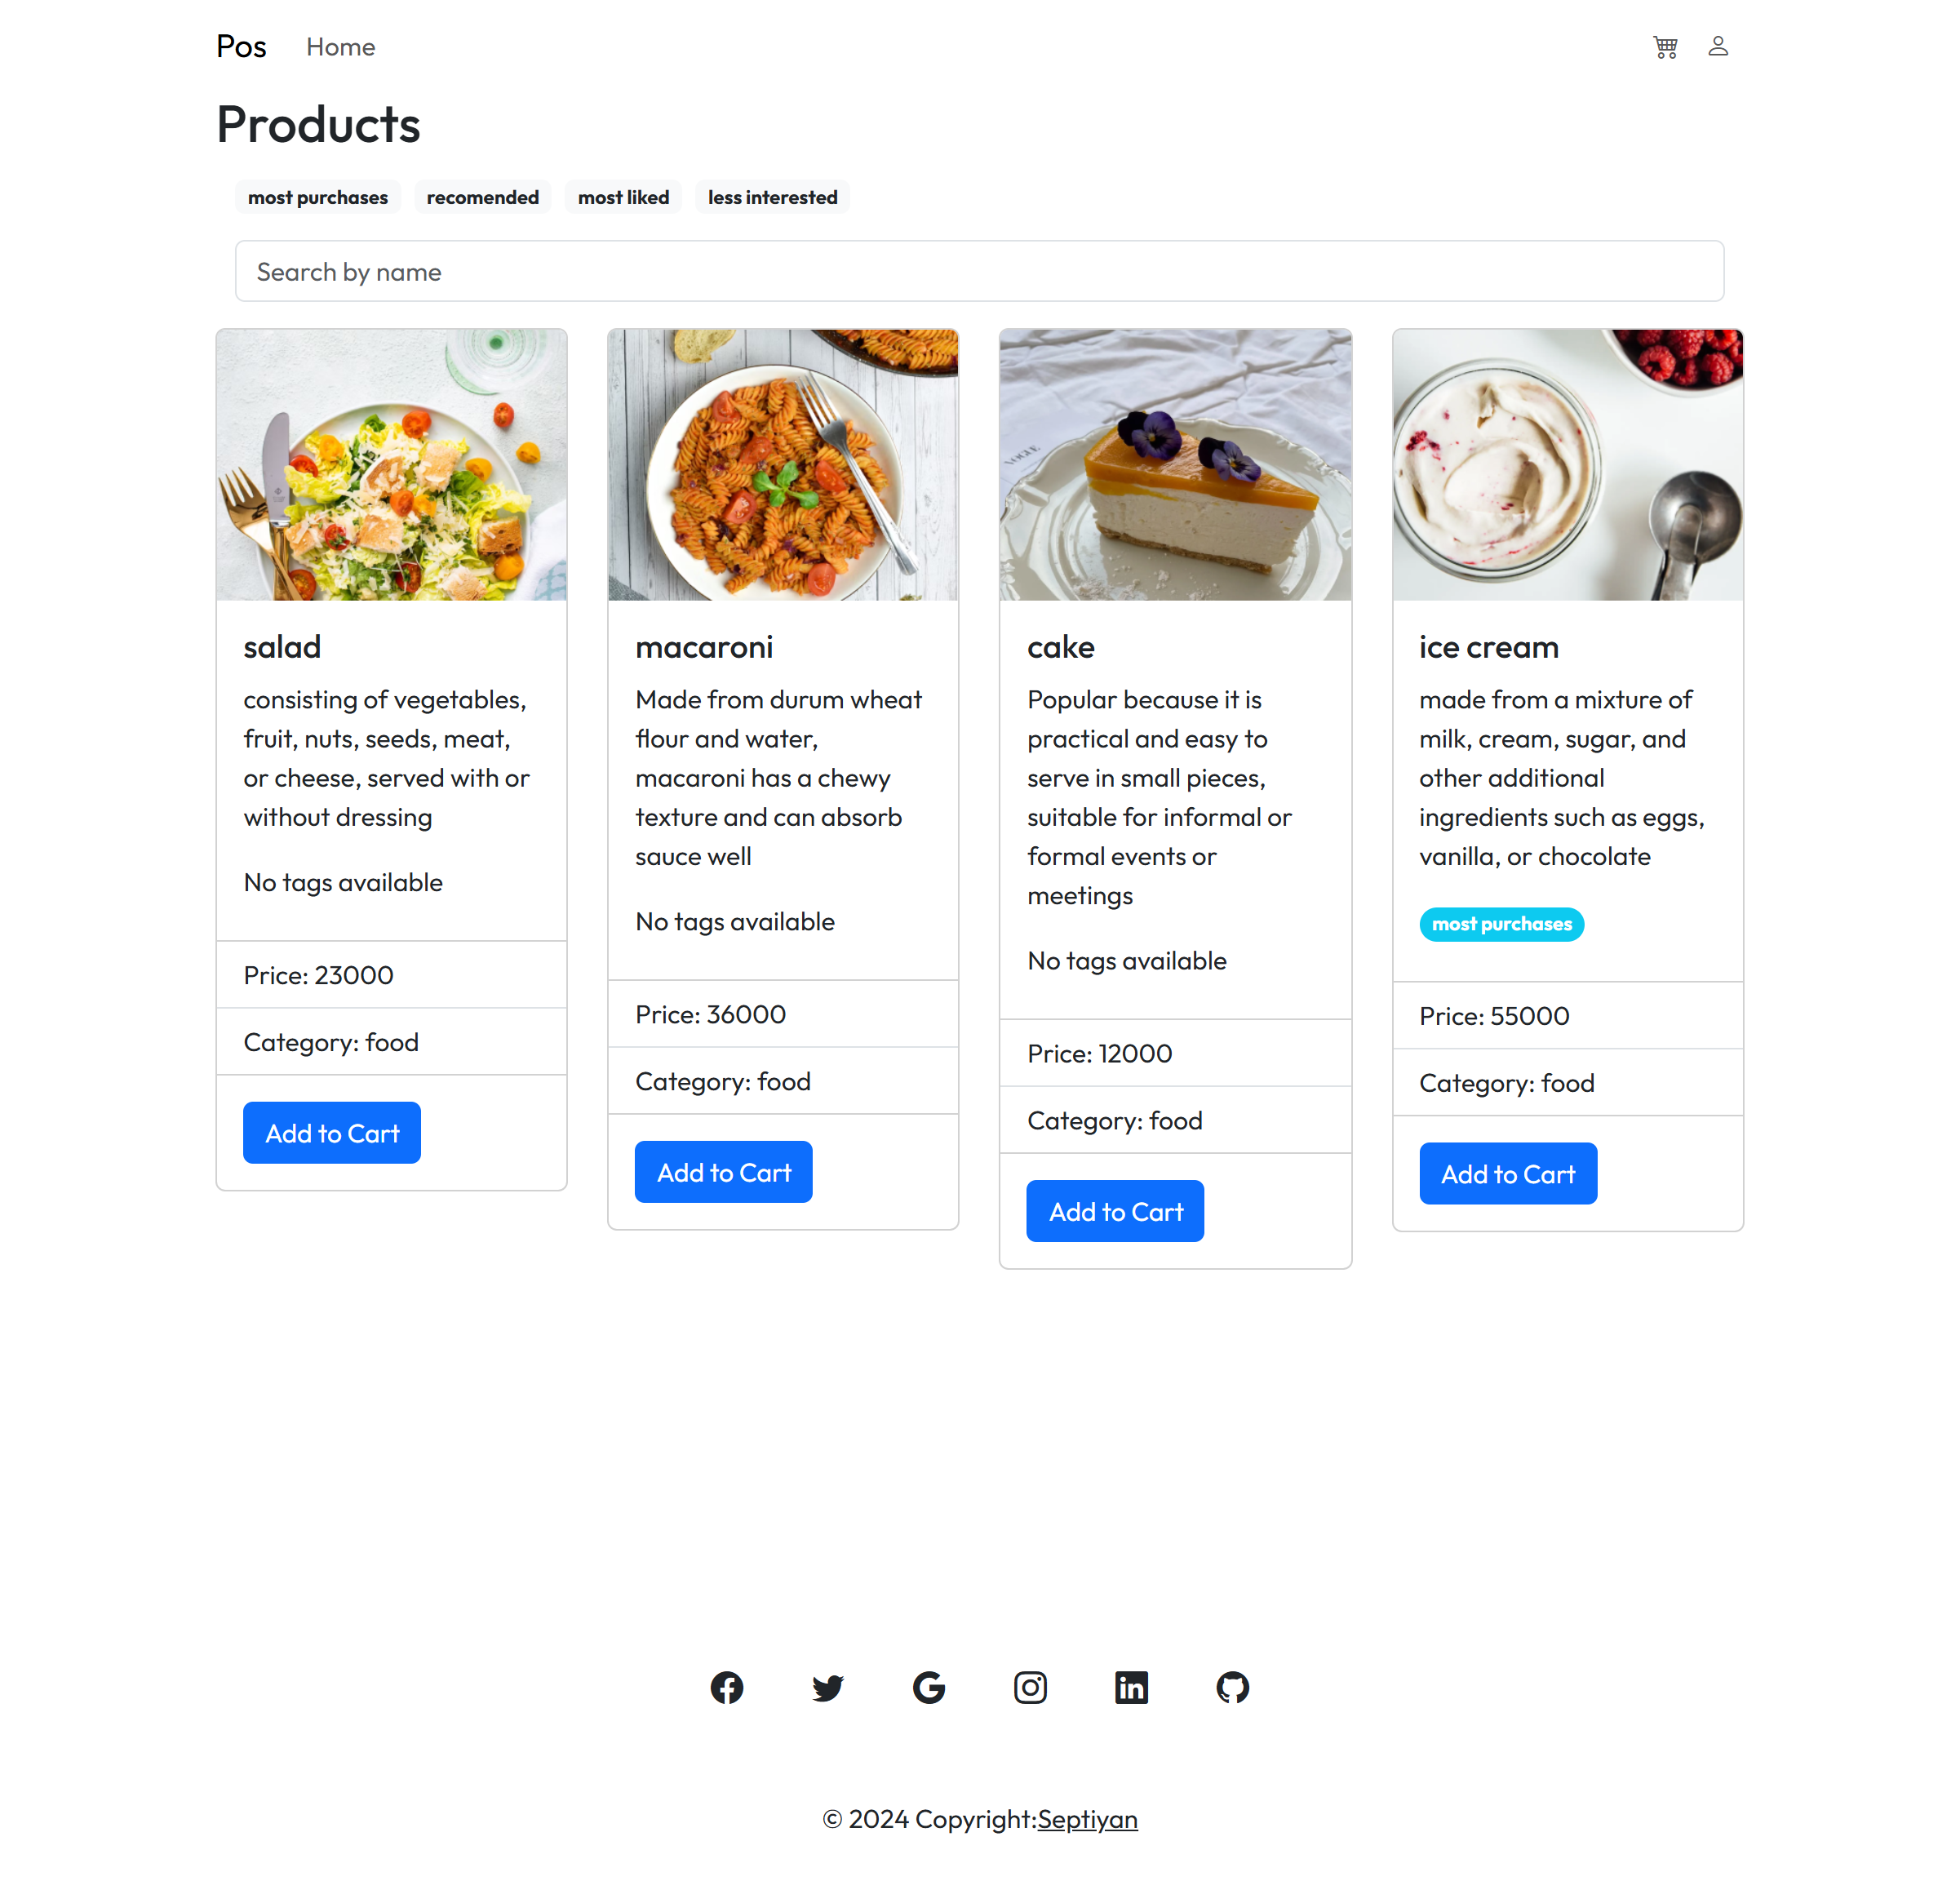 Pos Home
Products
most purchases recomended most liked less interested
Search by name
VOGUE
salad
consisting of vegetables,
fruit, nuts, seeds, meat,
or cheese, served with or
without dressing
No tags available
Price: 23000
Category: food
Add to Cart
macaroni
Made from durum wheat
flour and water,
macaroni has a chewy
texture and can absorb
sauce well
No tags available
Price: 36000
Category: food
Add to Cart
cake
Popular because it is
practical and easy to
serve in small pieces,
suitable for informal or
formal events or
meetings
No tags available
Price: 12000
Category: food
Add to Cart
ice cream
made from a mixture of
milk, cream, sugar, and
other additional
ingredients such as eggs,
vanilla, or chocolate
most purchases
Price: 55000
Category: food
Add to Cart
© 2024 Copyright:Septiyan